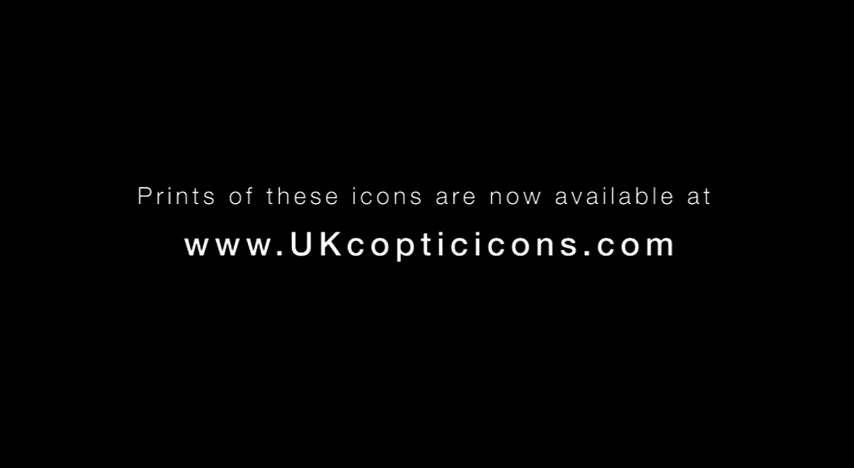 Prints of these icons are now available at
www.UKcopticicons.com